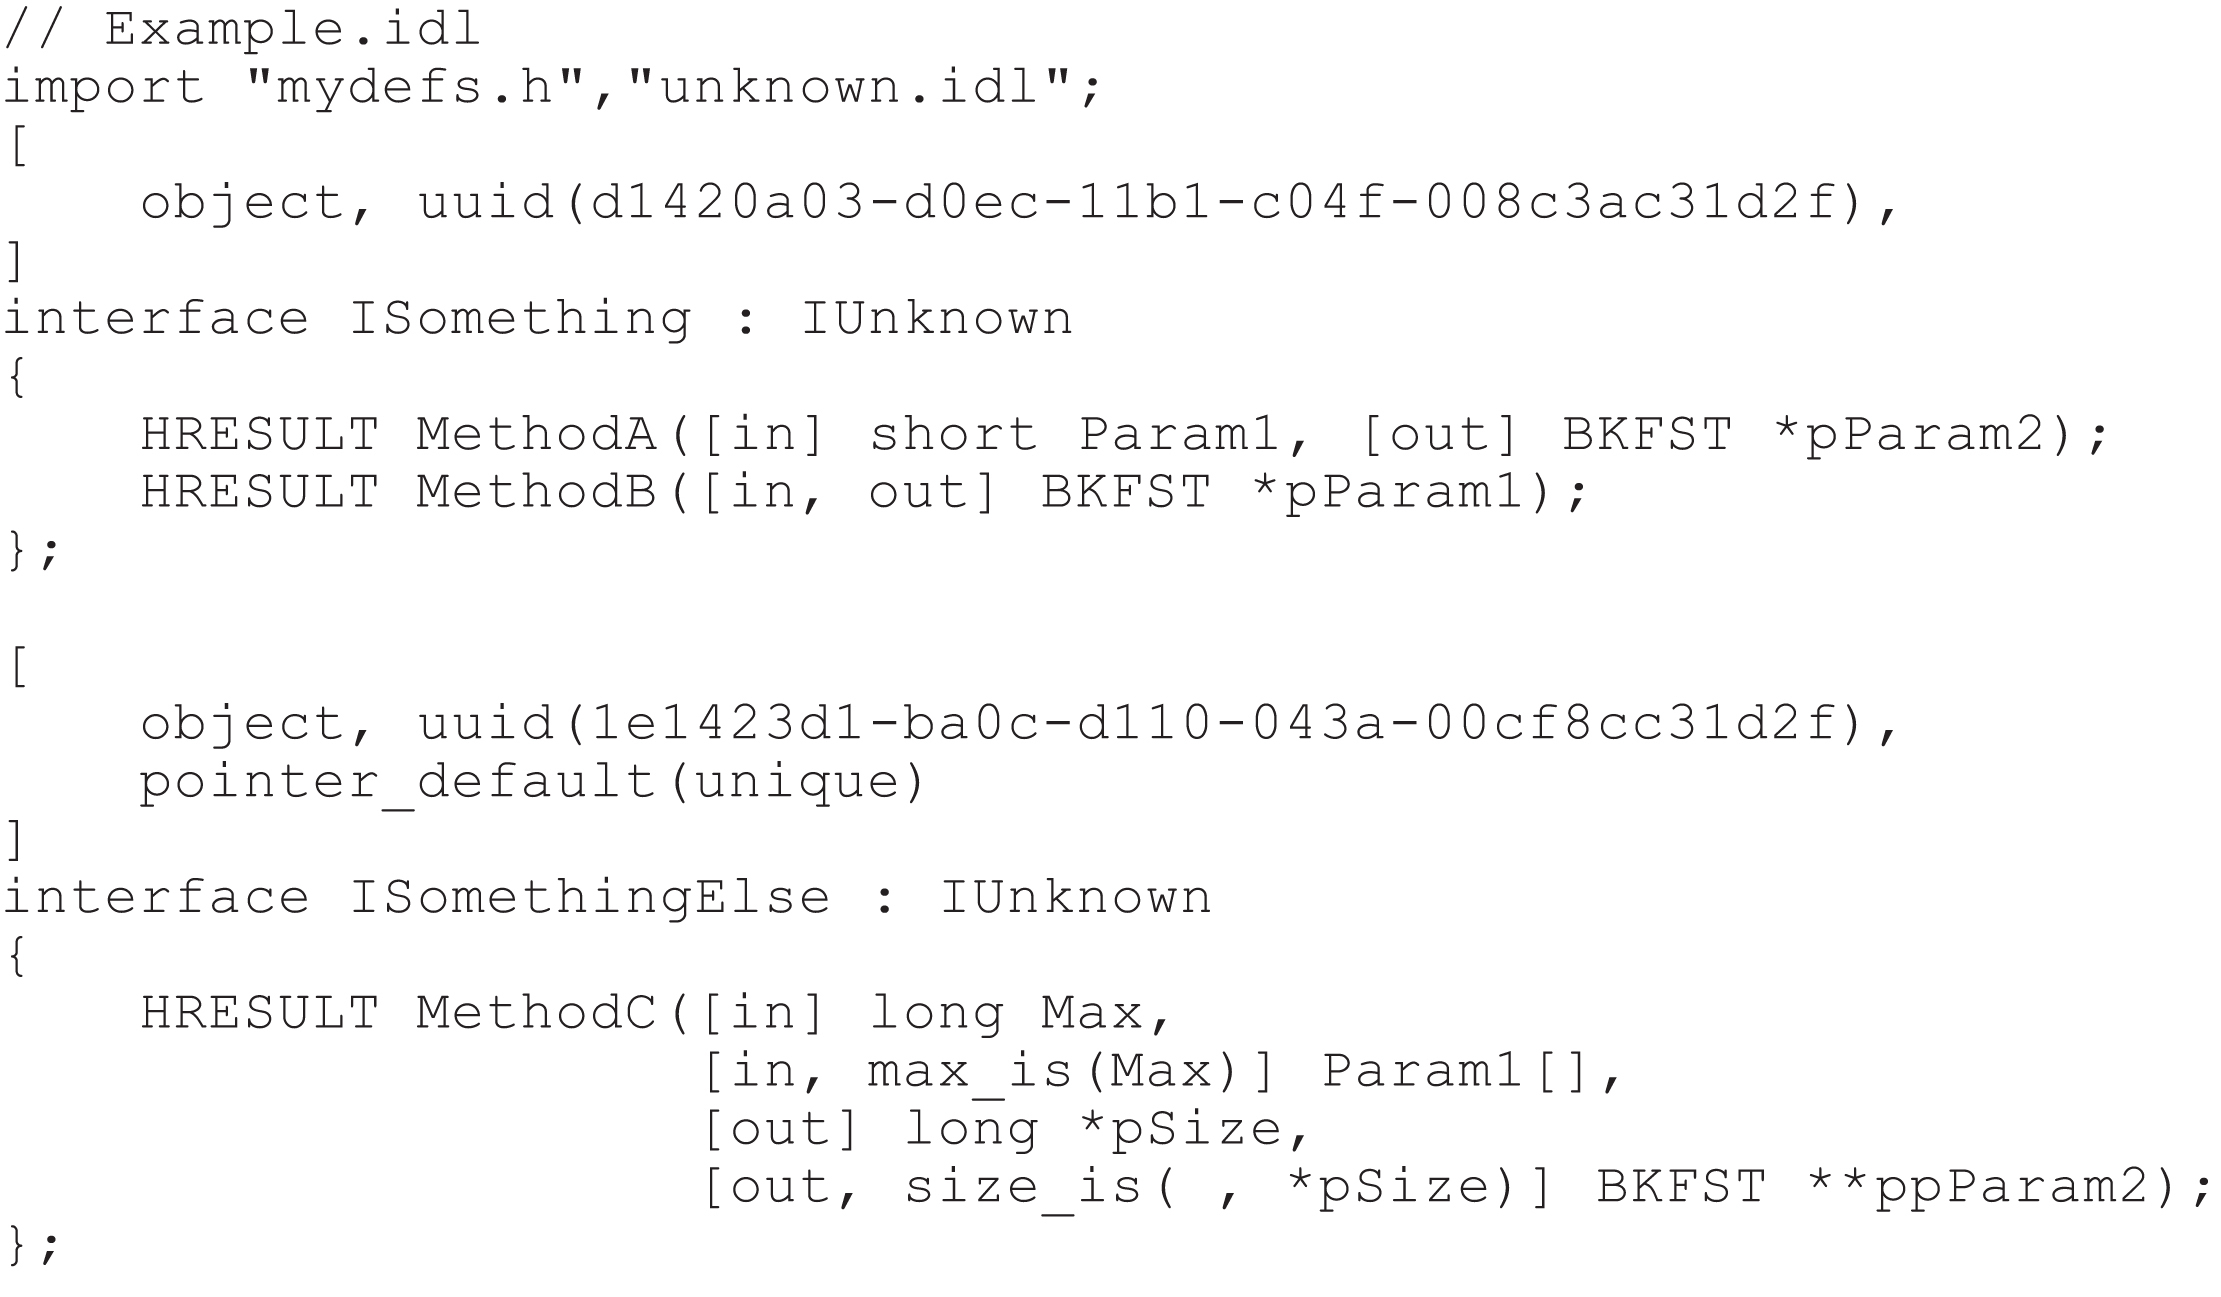 // Example.idl
import "mydefs.h","unknown.idl";
[
    object, uuid(d1420a03-d0ec-11b1-c04f-008c3ac31d2f),
]
interface ISomething : IUnknown
{
    HRESULT MethodA([in] short Param1, [out] BKFST *pParam2);
    HRESULT MethodB([in, out] BKFST *pParam1);
};

[
    object, uuid(1e1423d1-ba0c-d110-043a-00cf8cc31d2f),
    pointer_default(unique)
]
interface ISomethingElse : IUnknown
{
    HRESULT MethodC([in] long Max,
                    [in, max_is(Max)] Param1[],
                    [out] long *pSize,
                    [out, size_is( , *pSize)] BKFST **ppParam2);
};